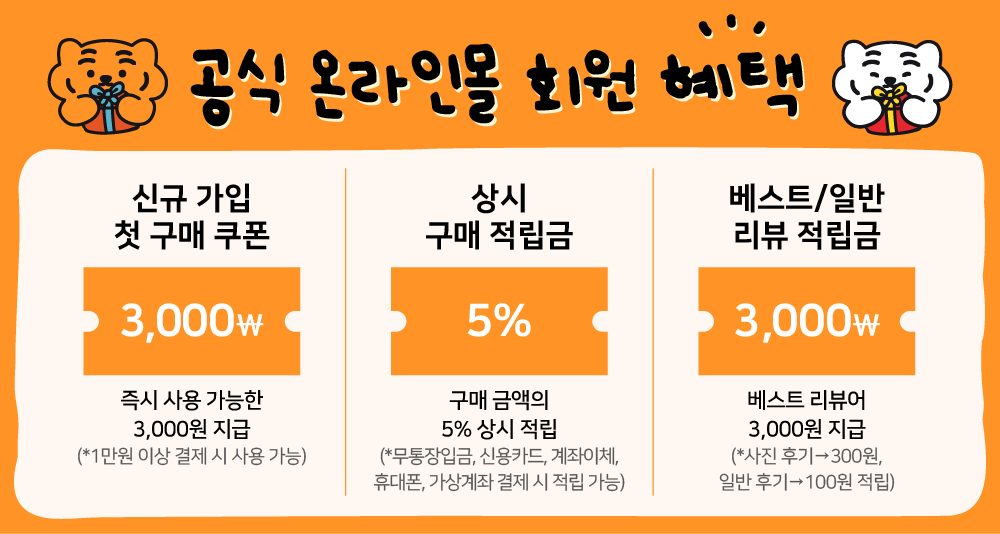 공식 온라인몰 회원 혜택
신규 가입
첫 구매 쿠폰
3,000₩
즉시 사용 가능한
3,000원 지급
(*1만원 이상 결제 시 사용 가능)
상시
구매 적립금
5%
구매 금액의
5% 상시 적립
(*무통장입금, 신용카드, 계좌이체,
휴대폰, 가상계좌 결제 시 적립 가능)
베스트/일반
리뷰 적립금
3,000₩
베스트 리뷰어
3,000원 지급
(*사진 후기→300원,
일반 후기→100원 적립)